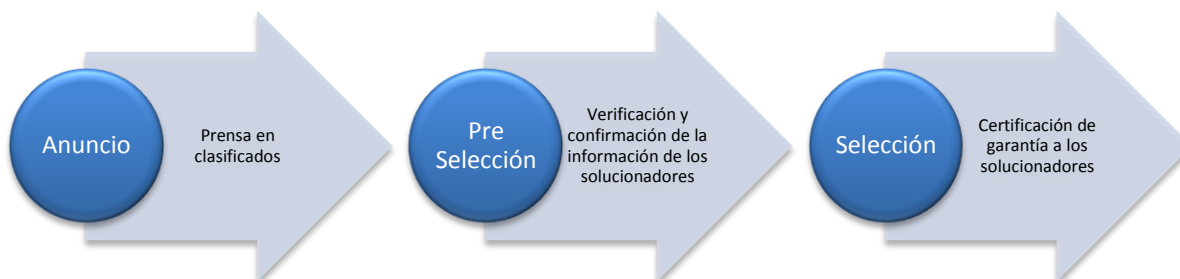 Anuncio
Prensa en
clasificados
Pre
Selección
Verificación y
confirmación de la
información de los
solucionadores
Selección
Certificación de
garantía a los
solucionadores